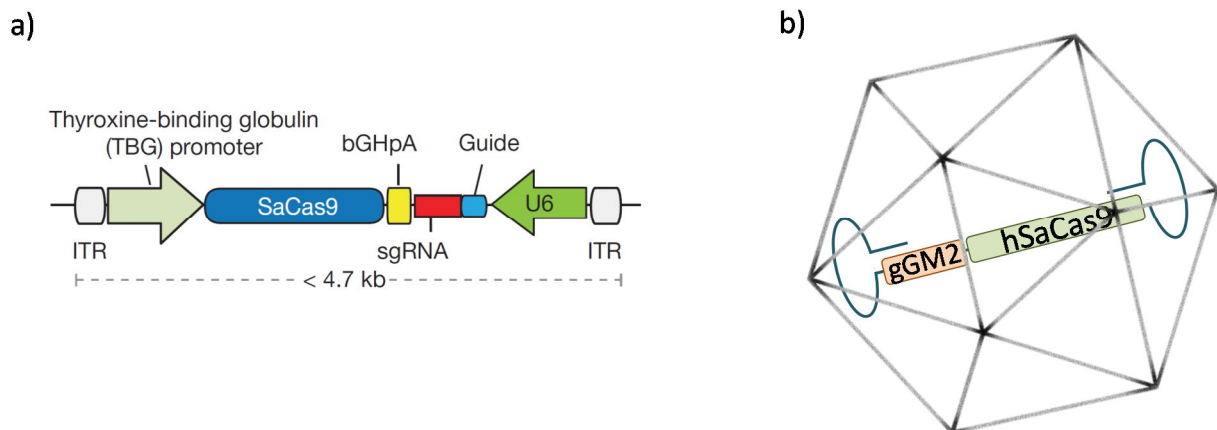 a)
Thyroxine-binding globulin
(TBG) promoter
bGHpA
Guide
SaCas9
U6
ITR
sgRNA
ITR
< 4.7 kb
b)
gGM2
hSaCas9